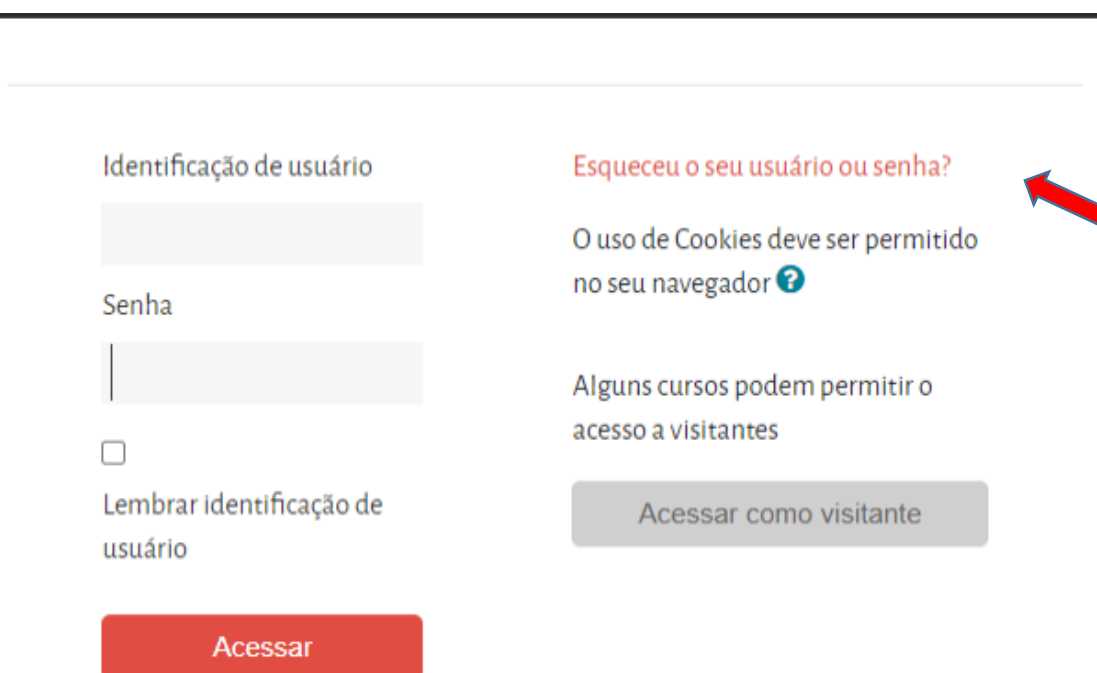 Identificação de usuário
Senha
Lembrar identificação de
usuário
Acessar
Esqueceu o seu usuário ou senha?
O uso de Cookies deve ser permitido
no seu navegador ?
Alguns cursos podem permitir o
acesso a visitantes
Acessar como visitante